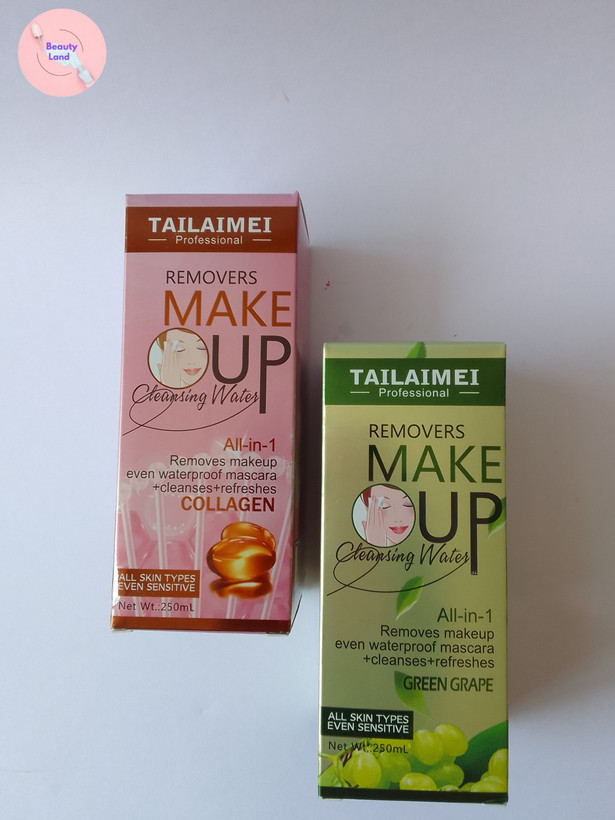 Beauty
Land
TAILAIMEI
Professional
REMOVERS
MAKE
UP
Cleansing Water
All-in-1
Removes makeup
even waterproof mascara
+cleanses+refreshes
COLLAGEN
ALL SKIN TYPES
EVEN SENSITIVE
Net Wt.:250mL
TAILAIMEI
Professional
REMOVERS
MAKE
UP
Cleansing Water
All-in-1
Removes makeup
even waterproof mascara
+cleanses+refreshes
GREEN GRAPE
ALL SKIN TYPES
EVEN SENSITIVE
Net Wt.:250mL